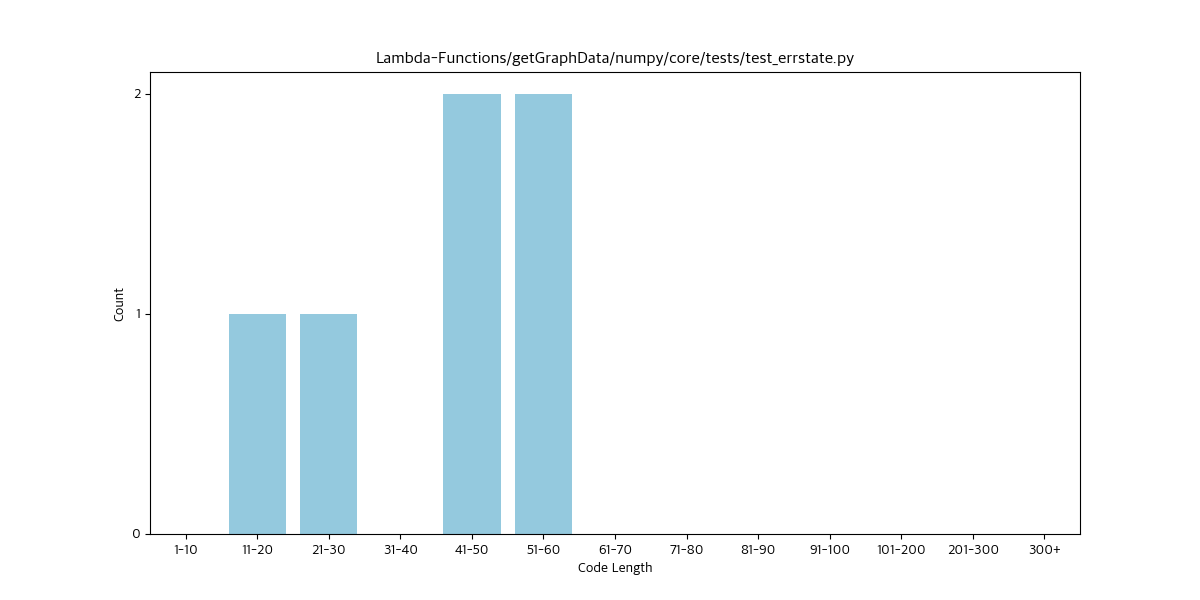 Lambda-Functions/getGraphData/numpy/core/tests/test_errstate.py
2
1
0
Count
1-10 11-20 21-30 31-40 41-50 51-60 61-70 71-80 81-90 91-100 101-200 201-300 300+
Code Length